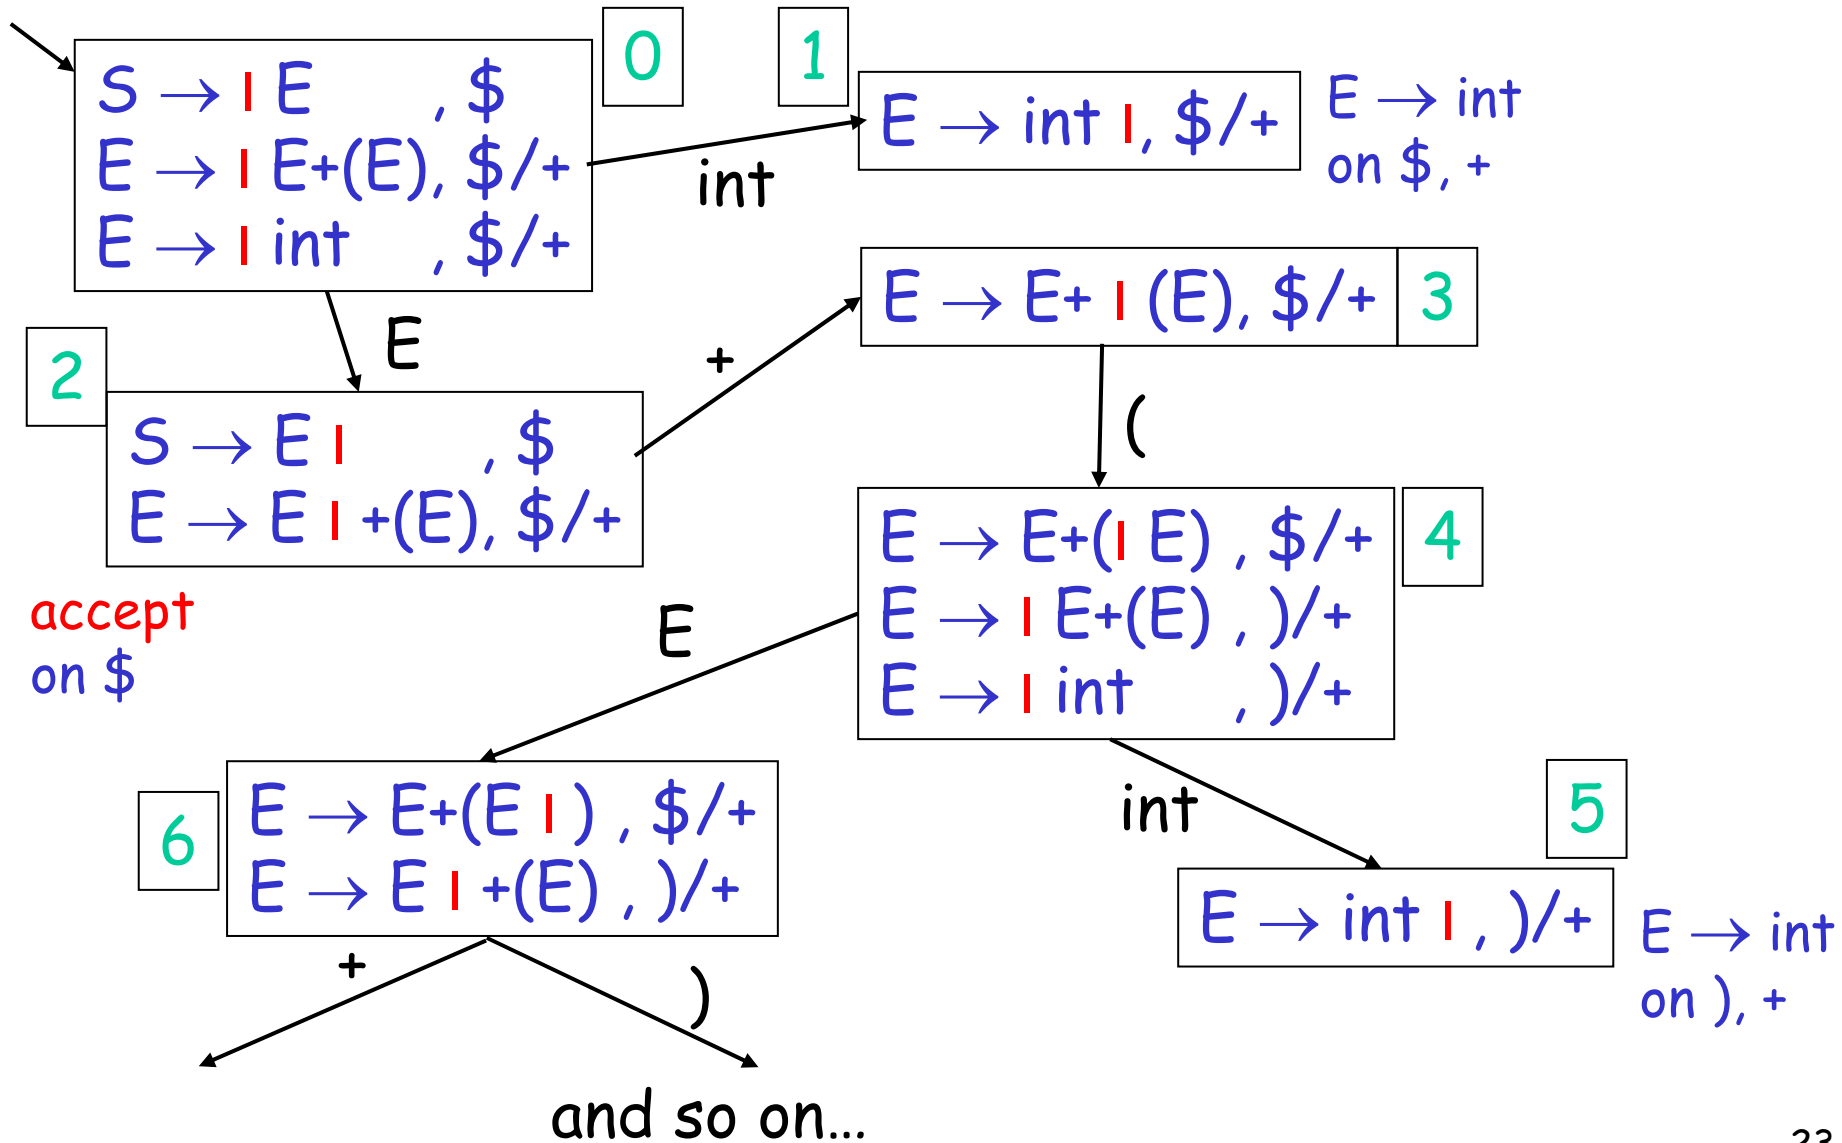 0
S → | E , $
E → | E+(E), $/+
E → | int , $/+
1
E → int |, $/+
E → int
on $, +
int
E
+
E → E+ | (E), $/+
3
2
S → E | , $
E → E | +(E), $/+
accept
on $
(
4
E → E+(| E) , $/+
E → | E+(E) , )/+
E → | int , )/+
E
int
6
E → E+(E | ) , $/+
E → E | +(E) , )/+
5
E → int | , )/+
E → int
on ), +
+
)
and so on...
23